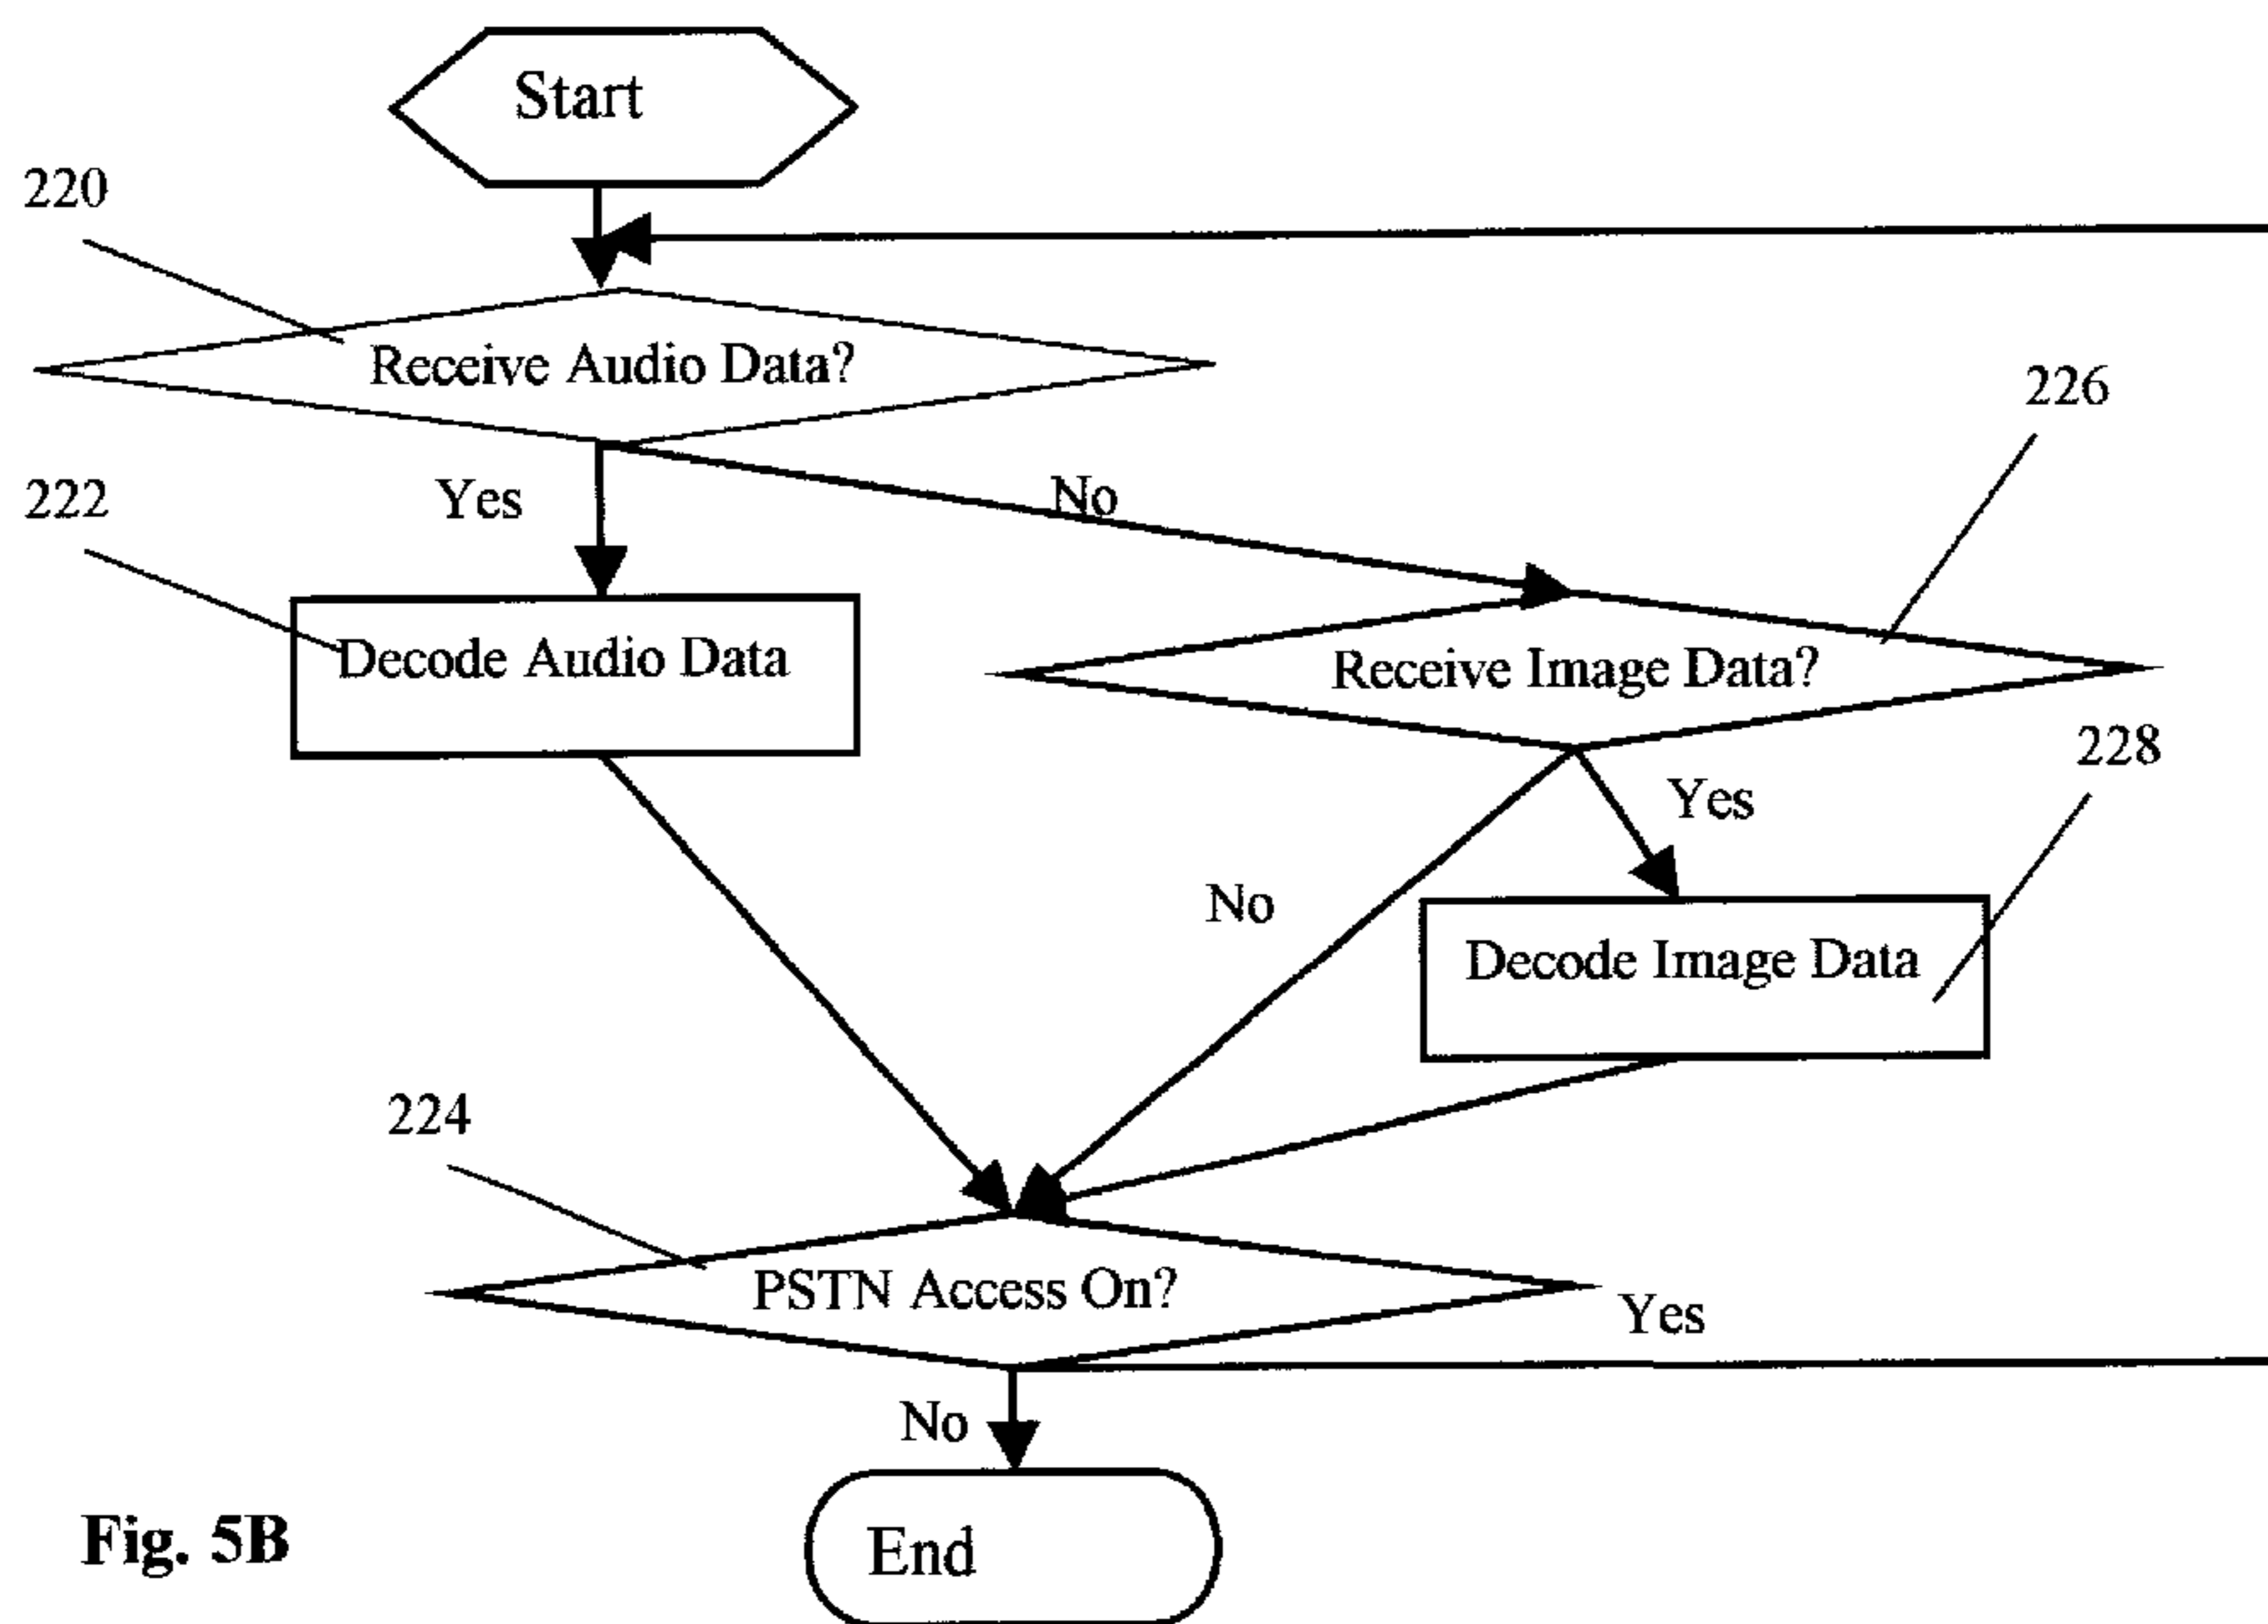 Start
220
Receive Audio Data?
226
222
Yes
No
Decode Audio Data
Receive Image Data?
228
Yes
No
Decode Image Data
224
PSTN Access On?
Yes
No
End
Fig. 5B